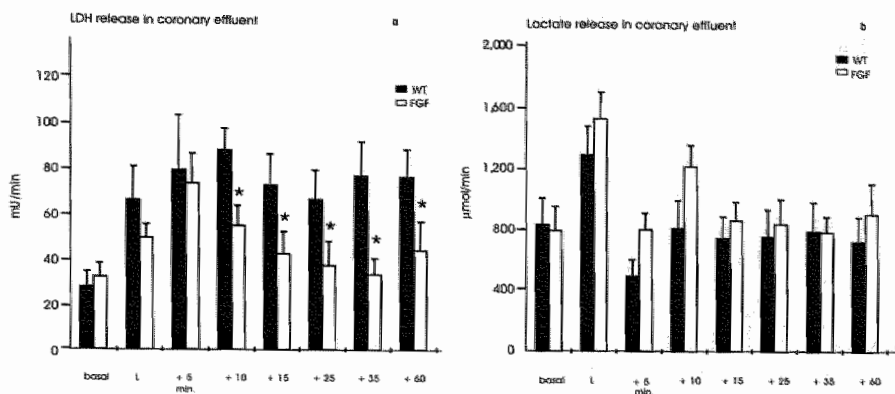 LDH release in coronary effluent
a
120
100
80
60
40
20
0
mU/min
WT
FGF
*
*
*
*
*
basal
I.
+ 5
min.
+ 10
+ 15
+ 25
+ 35
+ 60
Lactate release in coronary effluent
b
2,000
1,600
1,200
800
400
0
µmol/min
WT
FGF
basal
I.
+ 5
min
+ 10
+ 15
+ 25
+ 35
+ 60